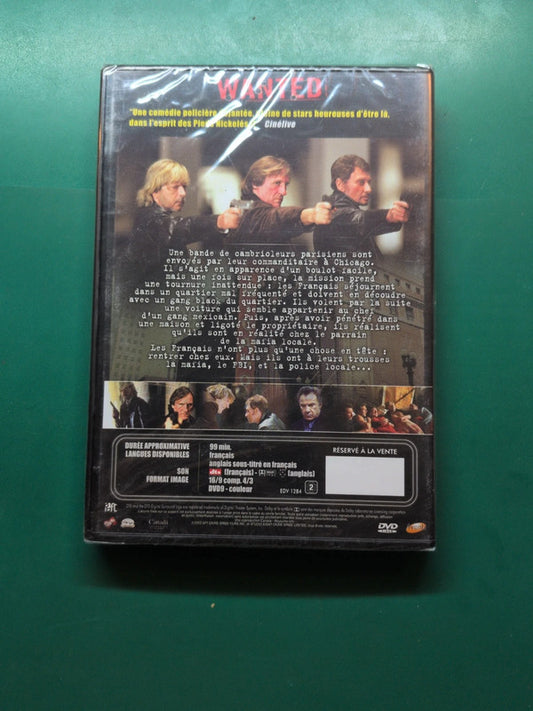 WANTED
"Une comédie policière déjantée, pleine de stars heureuses d'être là,
dans l'esprit des Pieds Nickelés" Cinélive
Une bande de cambrioleurs parisiens sont
envoyés par leur commanditaire à Chicago.
Il s'agit en apparence d'un boulot facile,
mais une fois sur place, la mission prend
une tournure inattendue : les Français séjournent
dans un quartier mal fréquenté et doivent en découdre
avec un gang black du quartier. Ils volent par la suite
une voiture qui semble appartenir au chef
d'un gang mexicain. Puis, après avoir pénétré dans
une maison et ligoté le propriétaire, ils réalisent
qu'ils sont en réalité chez le parrain
de la mafia locale.
Les Français n'ont plus qu'une chose en tête :
rentrer chez eux. Mais ils ont à leurs trousses
la mafia, le FBI, et la police locale...
DURÉE APPROXIMATIVE 99 min.
LANGUES DISPONIBLES français
anglais sous-titré en français
SON dts (français) - (anglais)
FORMAT IMAGE 16/9 comp. 4/3
DVD9 - couleur
EDV 1284
2
RÉSERVÉ À LA VENTE
Canada
DVD